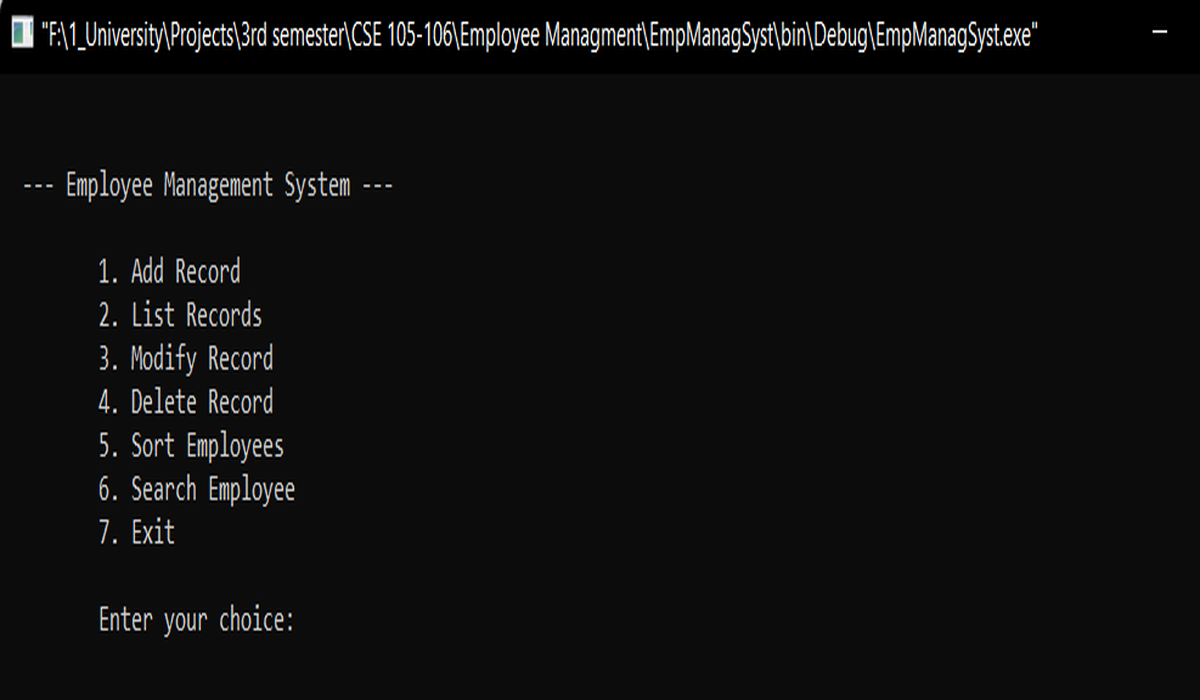 "F:\1_University\Projects\3rd semester\CSE 105-106\Employee Managment\EmpManagSyst\bin\Debug\EmpManagSyst.exe"
--- Employee Management System ---
1. Add Record
2. List Records
3. Modify Record
4. Delete Record
5. Sort Employees
6. Search Employee
7. Exit
Enter your choice: